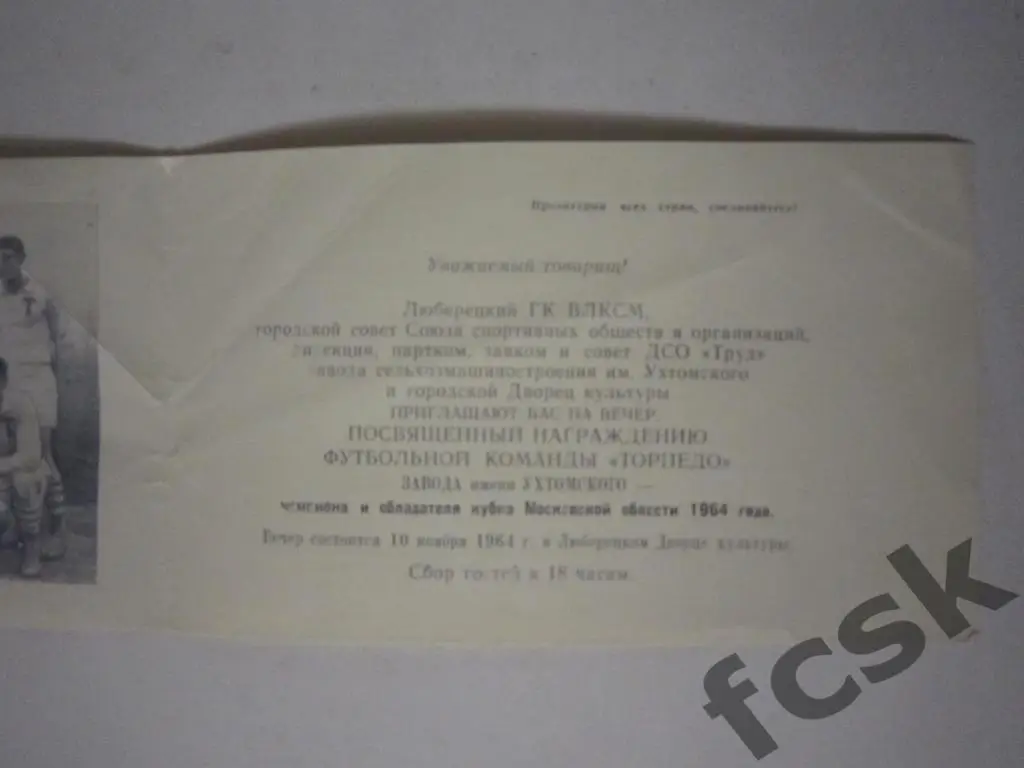 Пролетарии всех стран, соединяйтесь!
Уважаемый товарищ!
Люберецкий ГК ВЛКСМ,
городской совет Союза спортивных обществ и организаций,
дирекция, партком, завком и совет ДСО «Труд»
завода сельхозмашиностроения им. Ухтомского
и городской Дворец культуры
ПРИГЛАШАЮТ ВАС НА ВЕЧЕР,
ПОСВЯЩЕННЫЙ НАГРАЖДЕНИЮ
ФУТБОЛЬНОЙ КОМАНДЫ «ТОРПЕДО»
ЗАВОДА имени УХТОМСКОГО —
чемпиона и обладателя кубка Московской области 1964 года.
Вечер состоится 10 ноября 1964 г. в Люберецком Дворце культуры.
Сбор гостей к 18 часам.
Т
fcsk